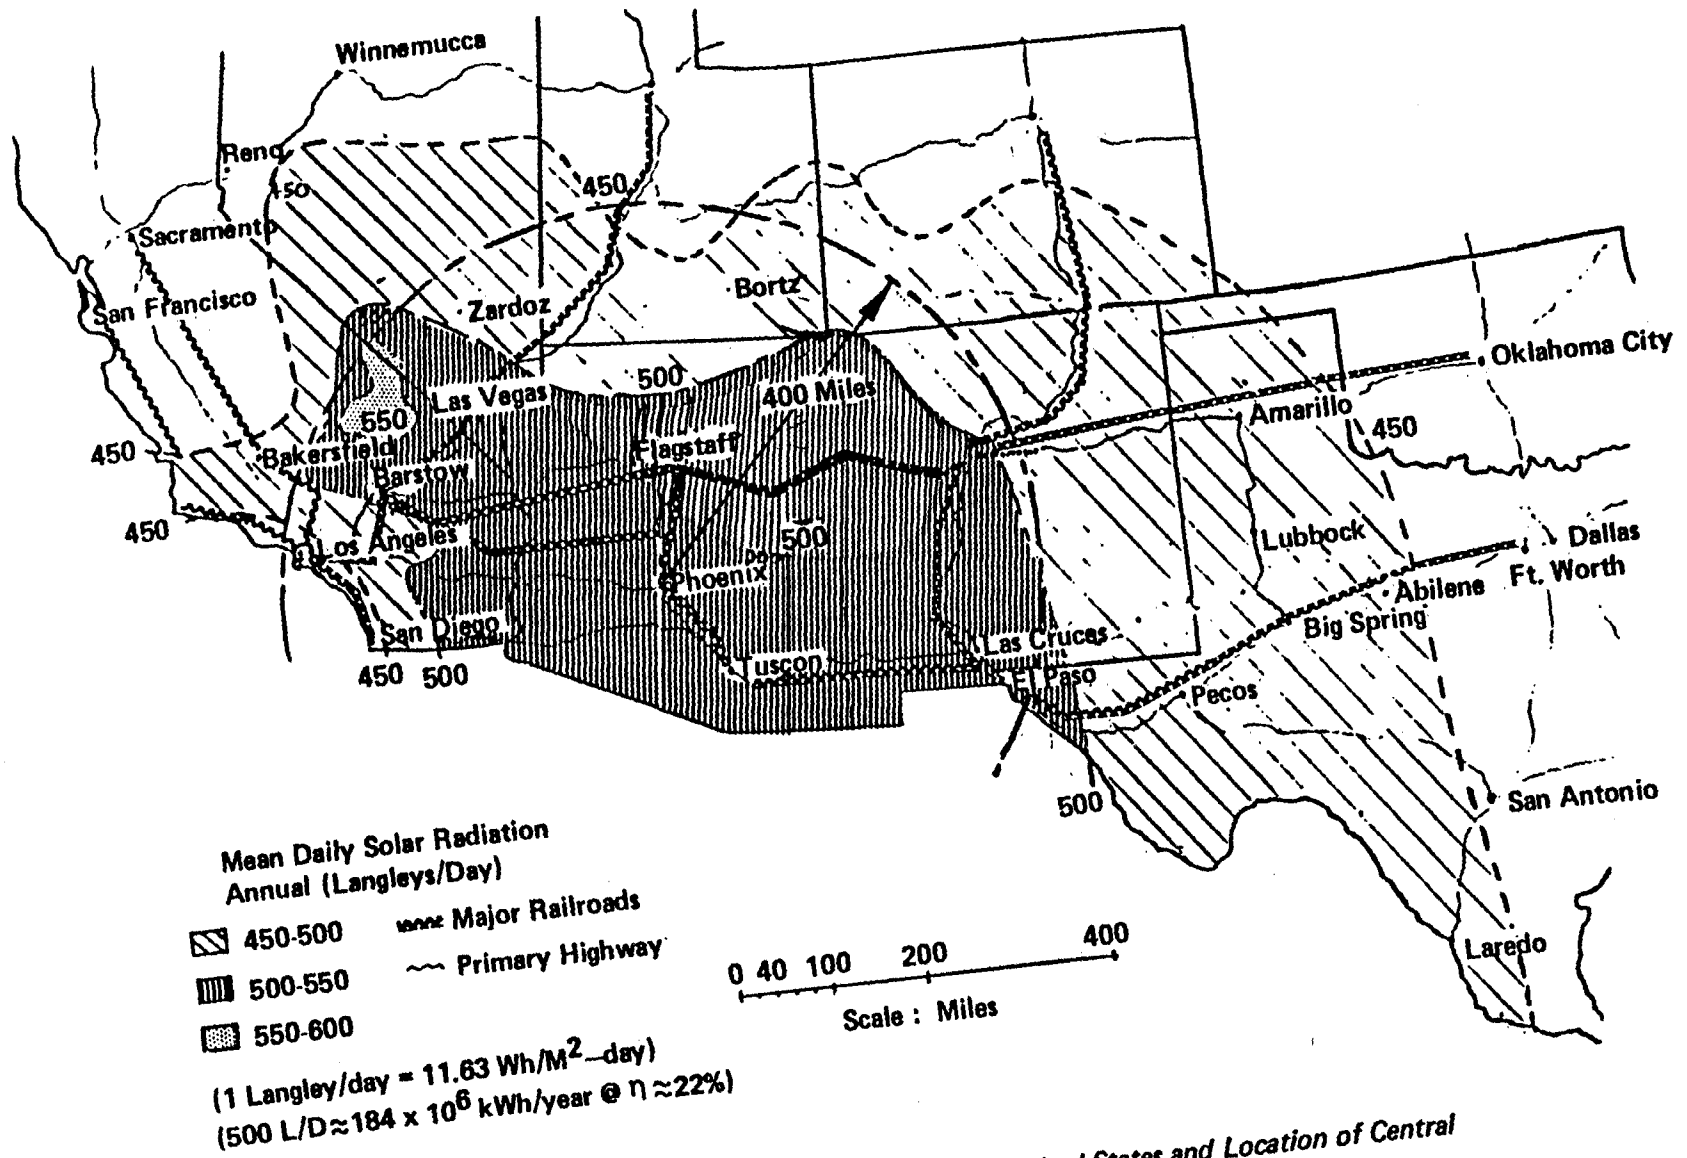 Winnemucca
Reno
450
450
Sacramento
San Francisco
Zardoz
Bortz
Oklahoma City
Las Vegas
500
400 Miles
550
Amarillo
450
450
Bakersfield
Flagstaff
Barstow
450
Los Angeles
500
Lubbock
Dallas
Phoenix
Ft. Worth
Abilene
Big Spring
San Diego
Las Cruces
Tuscon
El Paso
450 500
Pecos
500
San Antonio
Laredo
Mean Daily Solar Radiation
Annual (Langleys/Day)
450-500
Major Railroads
500-550
Primary Highway
550-600
0 40 100 200 400
Scale : Miles
(1 Langley/day = 11.63 Wh/M²–day)
(500 L/D≈184 x 10⁶ kWh/year @ η ≈22%)
States and Location of Central